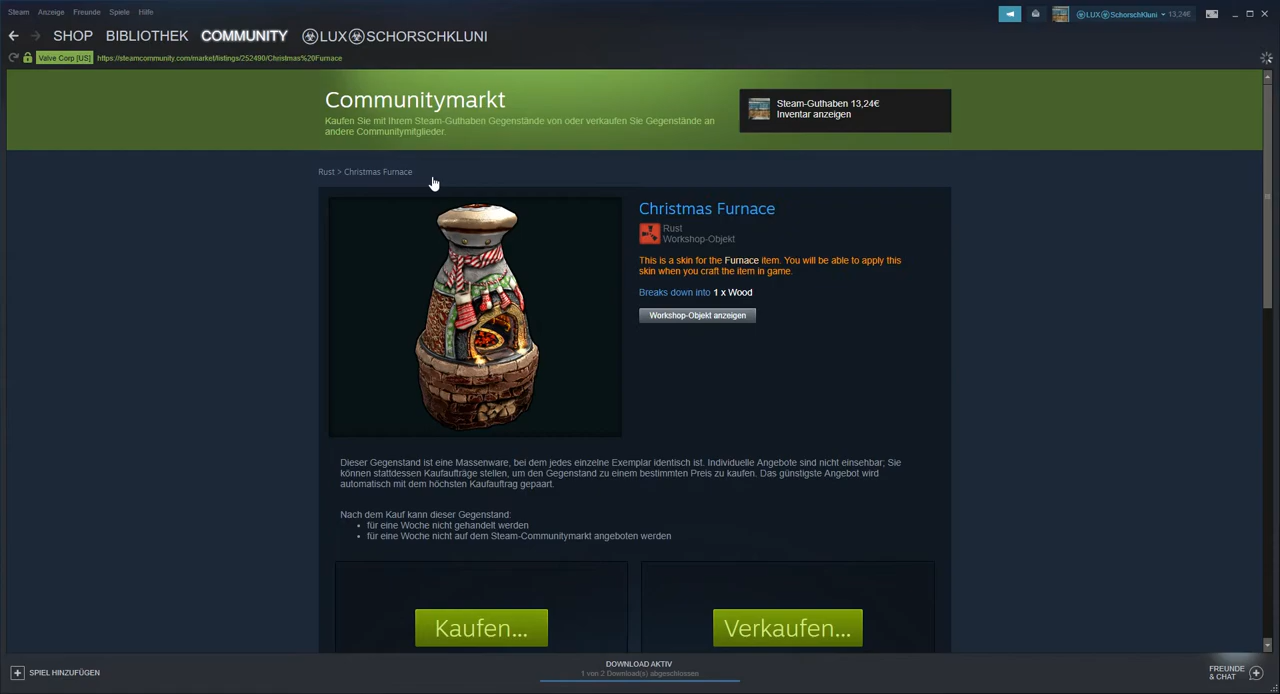 Steam Anzeige Freunde Spiele Hilfe
LUX SchorschKluni 13,24€
SHOP BIBLIOTHEK COMMUNITY LUX SCHORSCHKLUNI
Valve Corp [US] https://steamcommunity.com/market/listings/252490/Christmas%20Furnace
Communitymarkt
Kaufen Sie mit Ihrem Steam-Guthaben Gegenstände von oder verkaufen Sie Gegenstände an
andere Communitymitglieder.
Steam-Guthaben 13,24€
Inventar anzeigen
Rust > Christmas Furnace
Christmas Furnace
Rust
Workshop-Objekt
This is a skin for the Furnace item. You will be able to apply this
skin when you craft the item in game.
Breaks down into 1 x Wood
Workshop-Objekt anzeigen
Dieser Gegenstand ist eine Massenware, bei dem jedes einzelne Exemplar identisch ist. Individuelle Angebote sind nicht einsehbar; Sie
können stattdessen Kaufaufträge stellen, um den Gegenstand zu einem bestimmten Preis zu kaufen. Das günstigste Angebot wird
automatisch mit dem höchsten Kaufauftrag gepaart.
Nach dem Kauf kann dieser Gegenstand:
• für eine Woche nicht gehandelt werden
• für eine Woche nicht auf dem Steam-Communitymarkt angeboten werden
Kaufen...
Verkaufen...
SPIEL HINZUFÜGEN
DOWNLOAD AKTIV
1 von 2 Download(s) abgeschlossen
FREUNDE
& CHAT